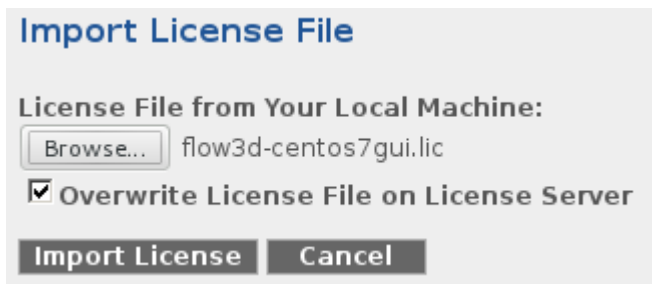 Import License File
License File from Your Local Machine:
Browse... flow3d-centos7gui.lic
Overwrite License File on License Server
Import License Cancel